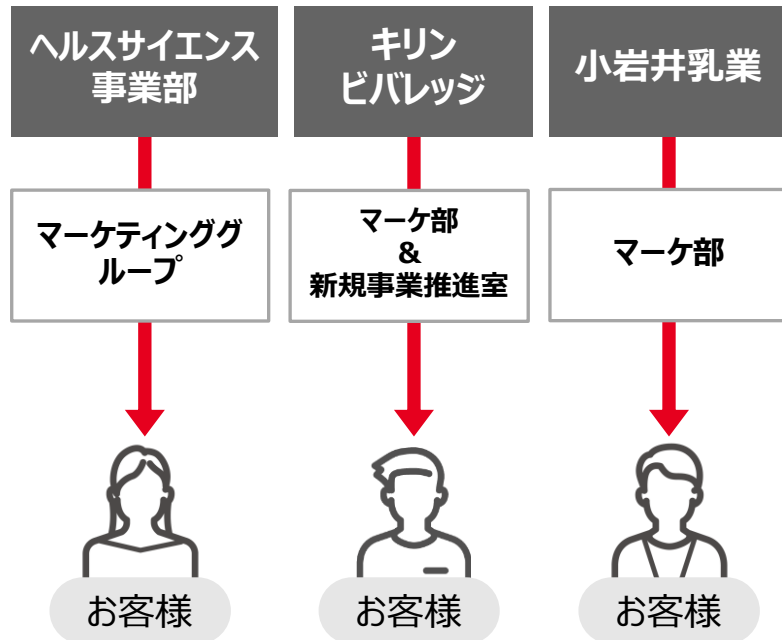 ヘルスサイエンス
事業部
キリン
ビバレッジ
小岩井乳業
マーケティンググ
ループ
マーケ部
&
新規事業推進室
マーケ部
お客様
お客様
お客様